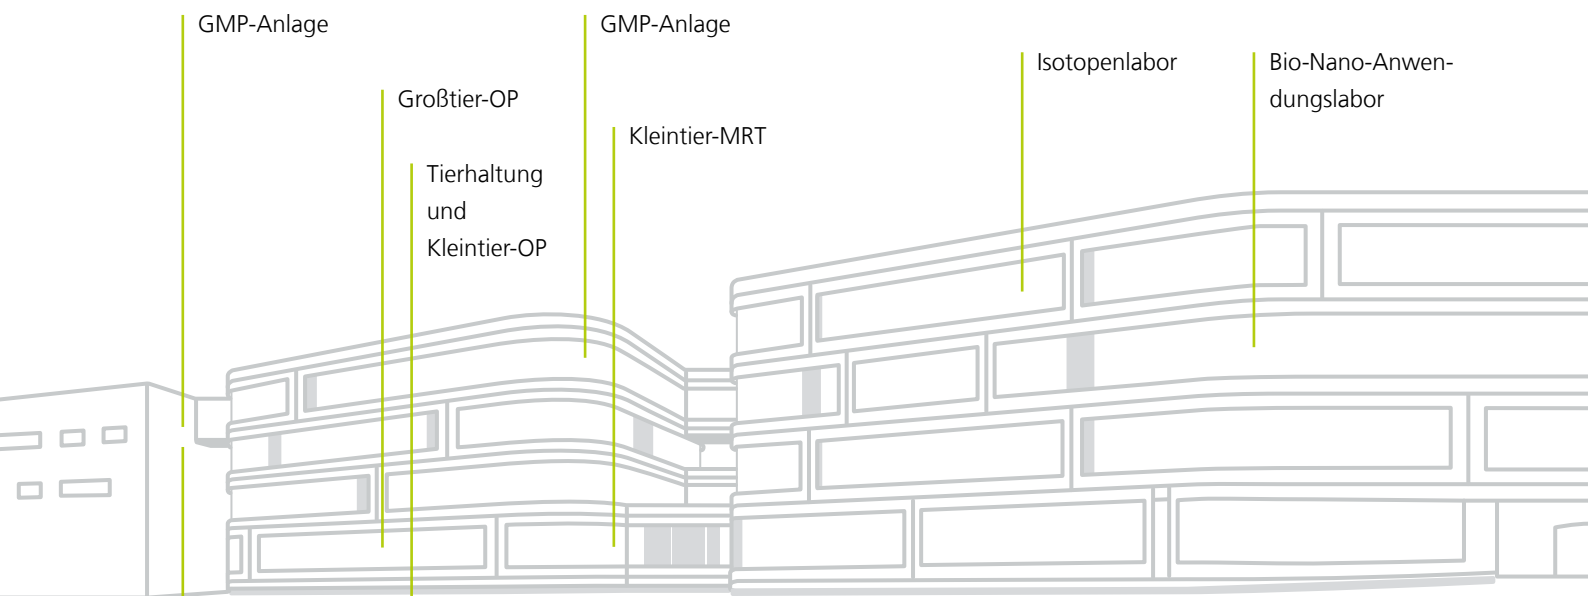 GMP-Anlage
Großtier-OP
Tierhaltung
und
Kleintier-OP
GMP-Anlage
Kleintier-MRT
Isotopenlabor
Bio-Nano-Anwen-
dungslabor